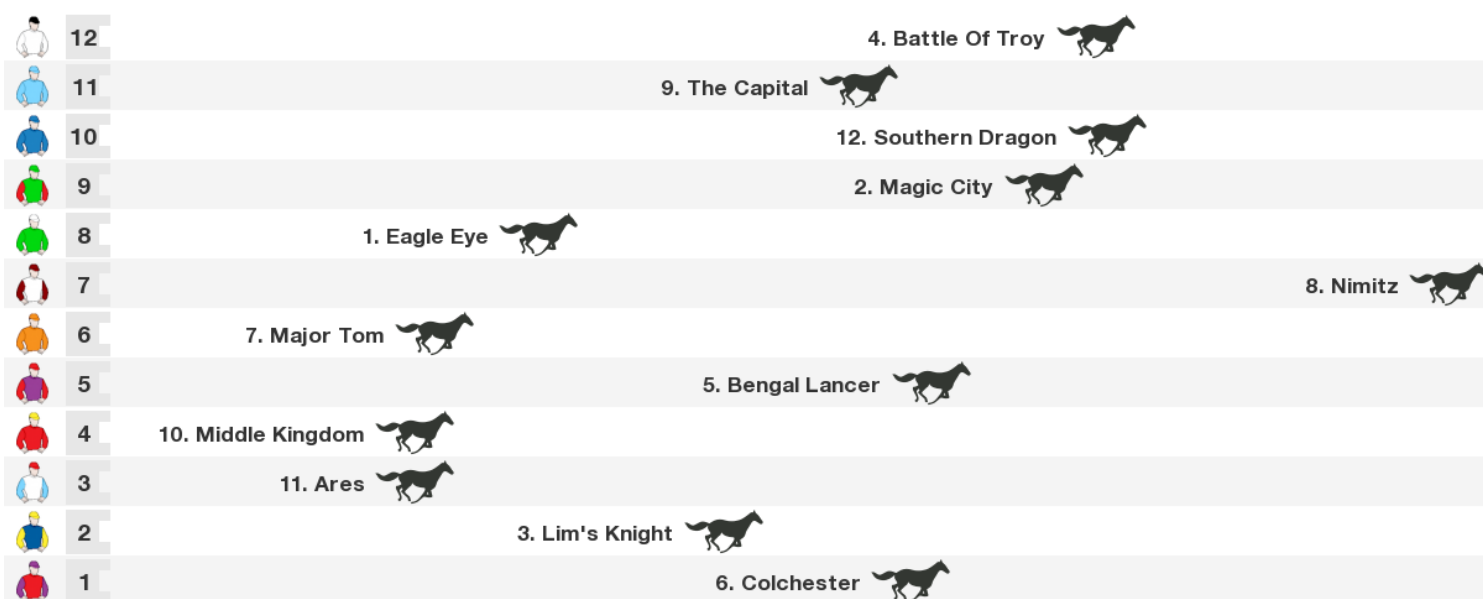 12 4. Battle Of Troy
11 9. The Capital
10 12. Southern Dragon
9 2. Magic City
8 1. Eagle Eye
7 8. Nimitz
6 7. Major Tom
5 5. Bengal Lancer
4 10. Middle Kingdom
3 11. Ares
2 3. Lim's Knight
1 6. Colchester